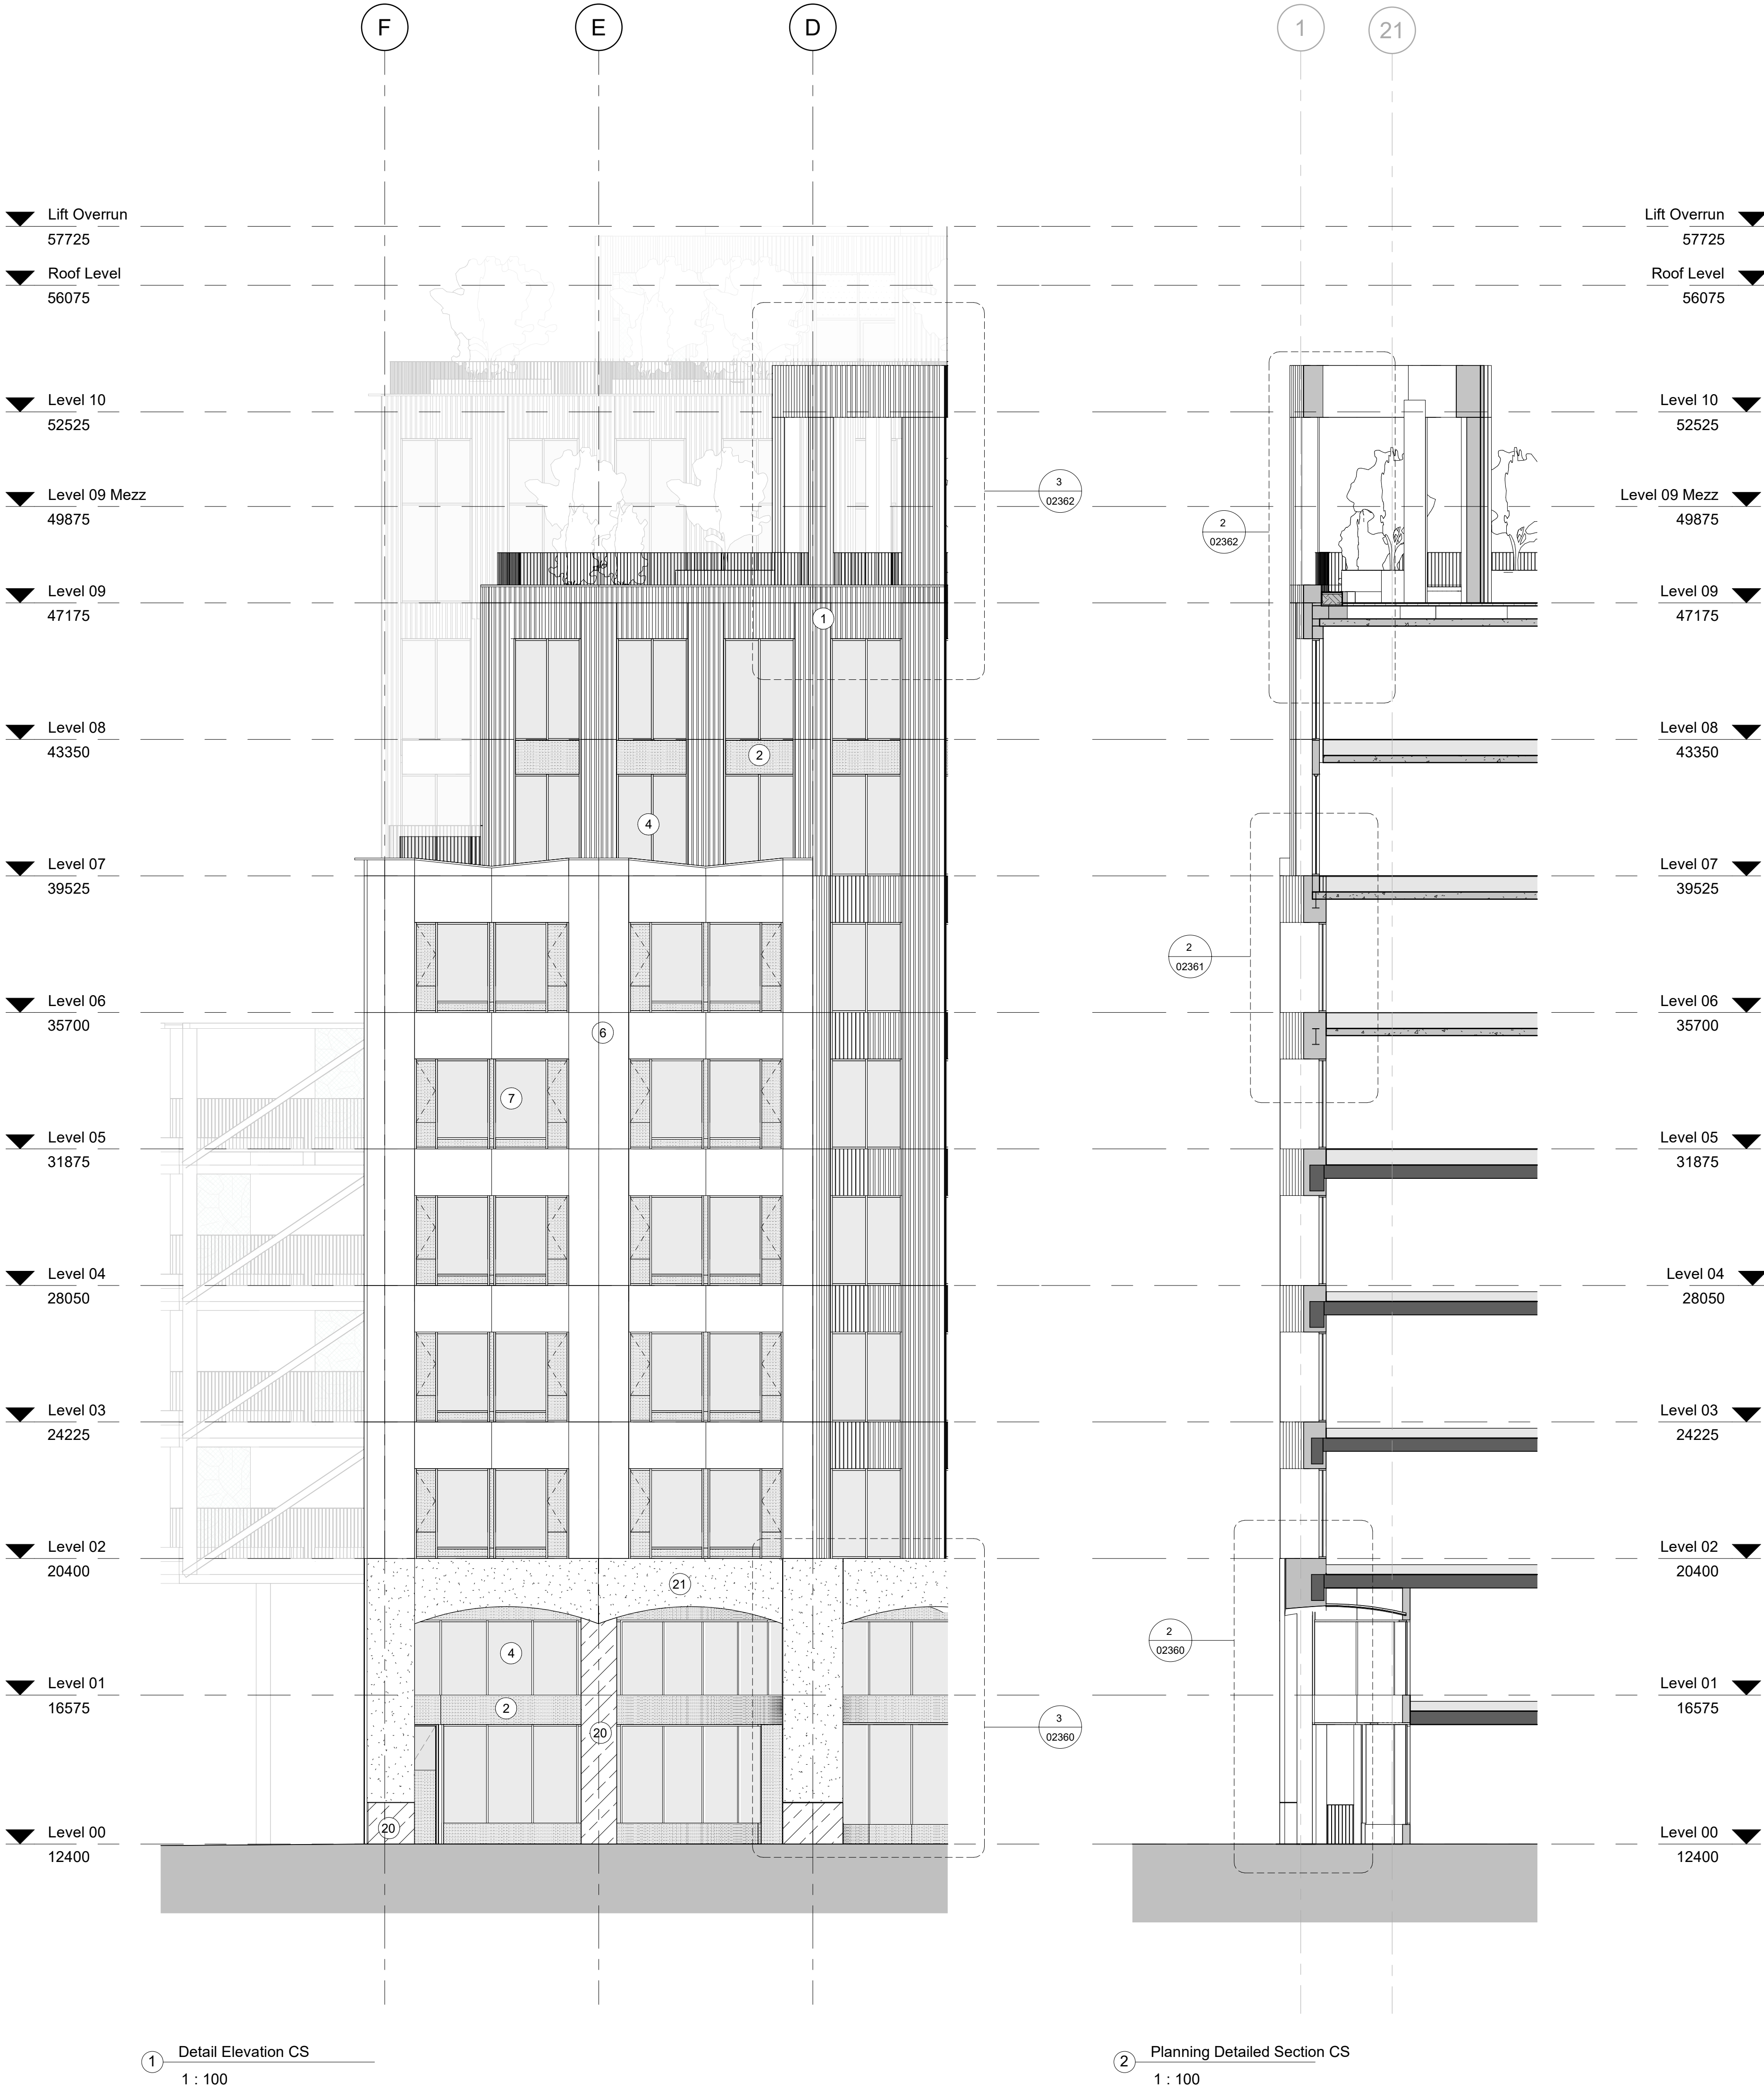 F E D 1 21
Lift Overrun Lift Overrun
57725 57725
Roof Level Roof Level
56075 56075
Level 10 Level 10
52525 52525
Level 09 Mezz 3 Level 09 Mezz
49875 02362 49875
2
02362
Level 09 Level 09
47175 1 47175
Level 08 Level 08
43350 2 43350
4
Level 07 Level 07
39525 39525
2
02361
Level 06 Level 06
35700 6 35700
7
Level 05 Level 05
31875 31875
Level 04 Level 04
28050 28050
Level 03 Level 03
24225 24225
Level 02 Level 02
20400 21 20400
4 2
02360
Level 01 Level 01
16575 2 16575
20 3
02360
Level 00 20 Level 00
12400 12400
1 Detail Elevation CS
1 : 100
2 Planning Detailed Section CS
1 : 100